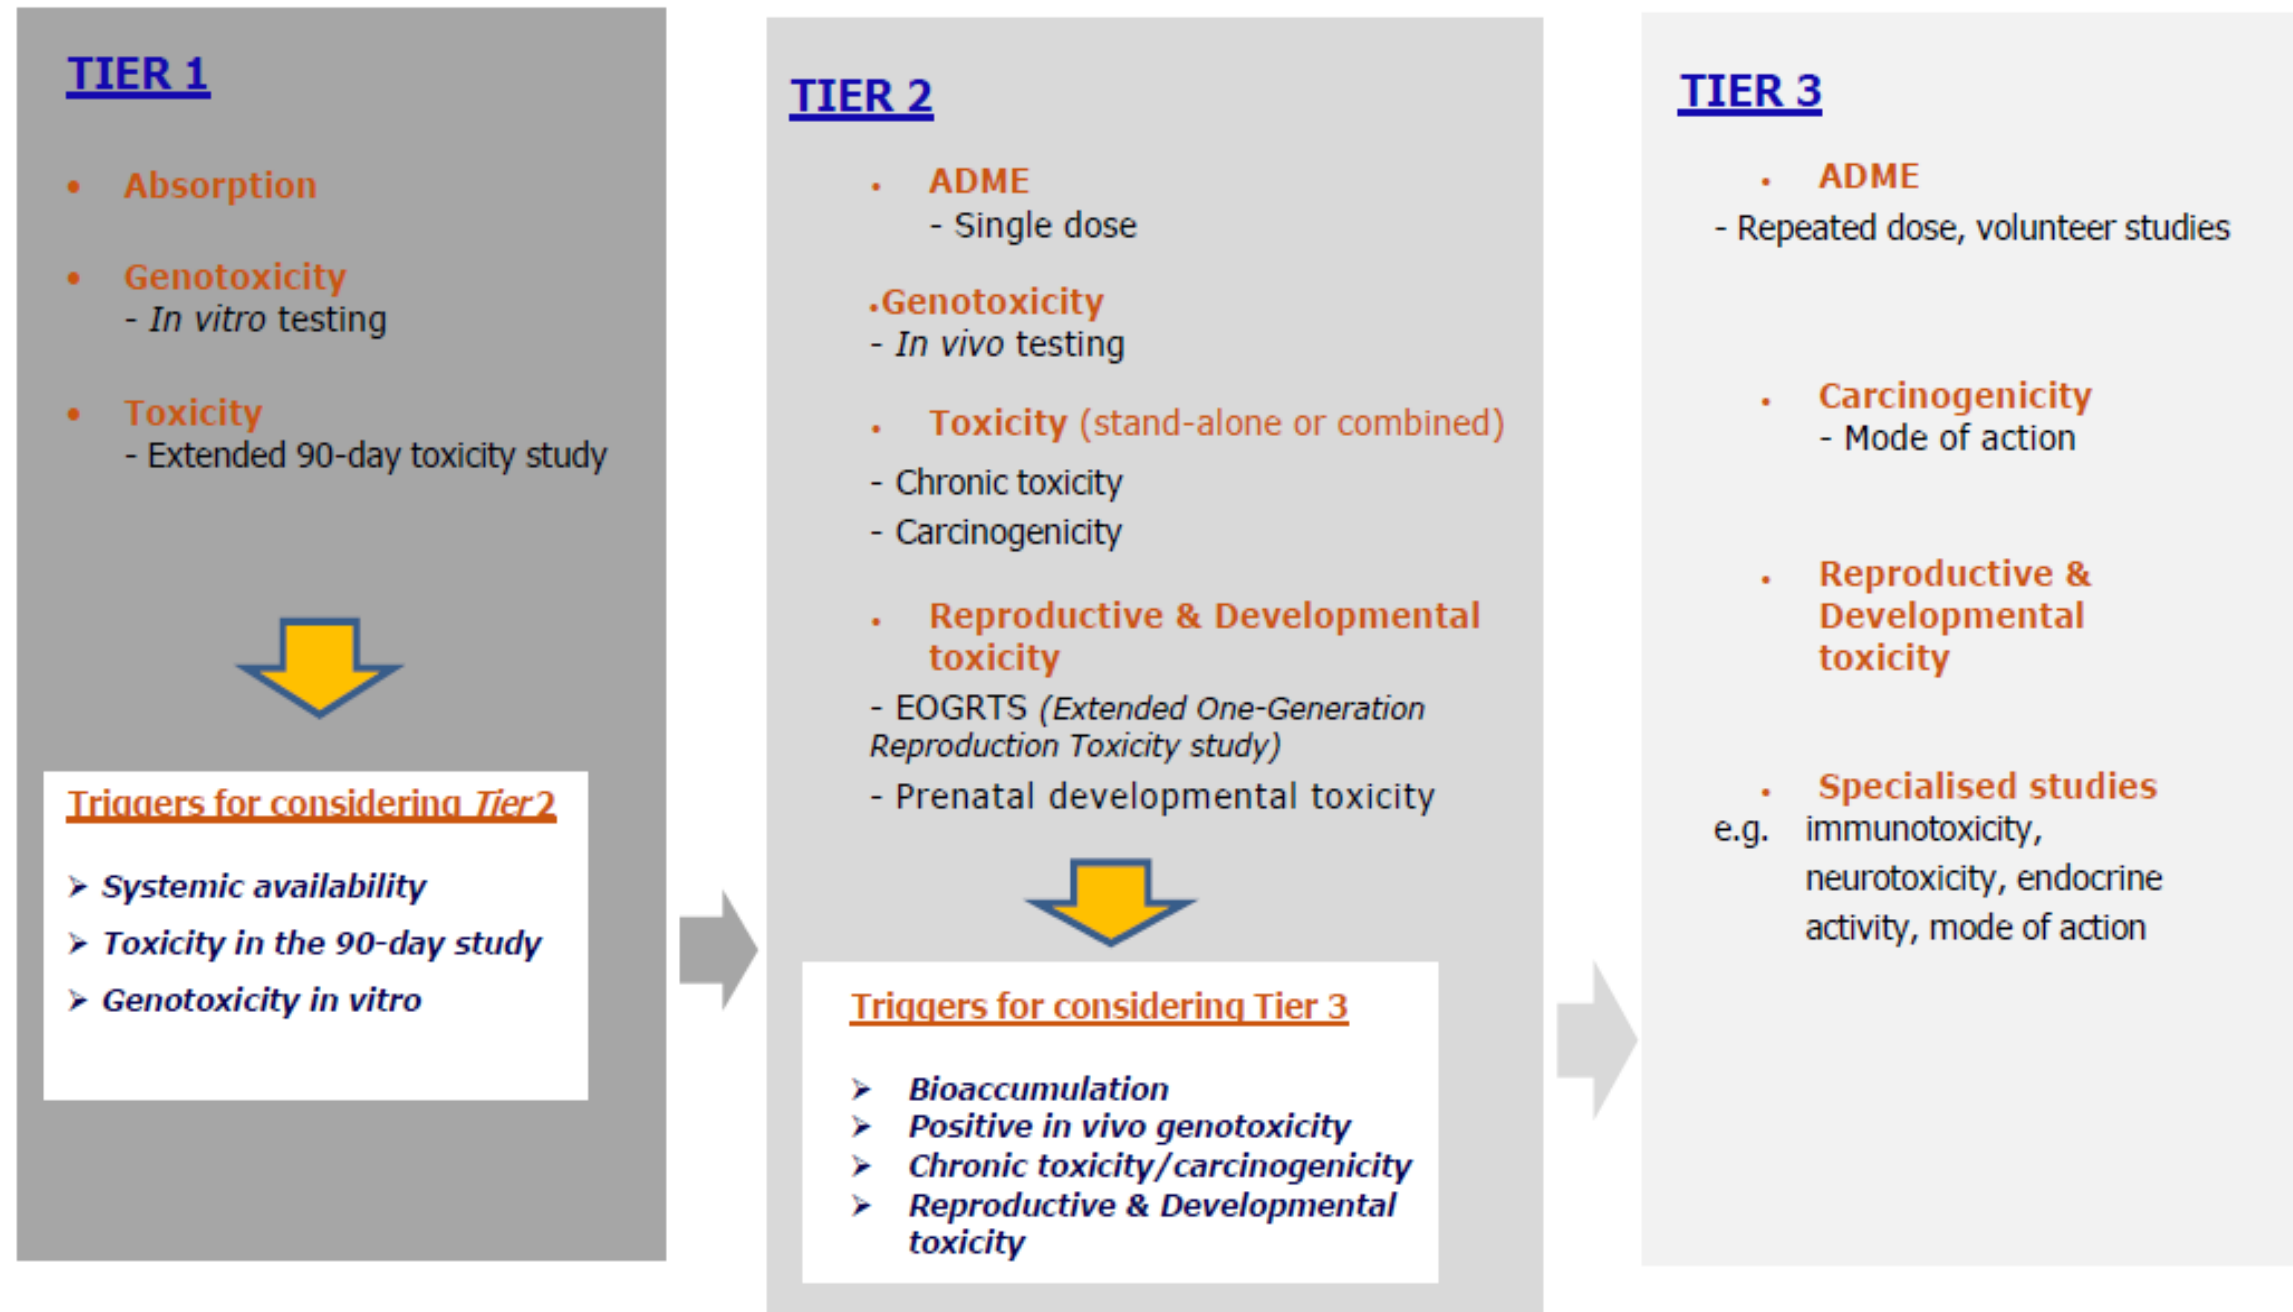 TIER 1
• Absorption
• Genotoxicity
- In vitro testing
• Toxicity
- Extended 90-day toxicity study
Triggers for considering Tier 2
➢ Systemic availability
➢ Toxicity in the 90-day study
➢ Genotoxicity in vitro
TIER 2
• ADME
- Single dose
•Genotoxicity
- In vivo testing
• Toxicity (stand-alone or combined)
- Chronic toxicity
- Carcinogenicity
• Reproductive & Developmental
toxicity
- EOGRTS (Extended One-Generation
Reproduction Toxicity study)
- Prenatal developmental toxicity
Triggers for considering Tier 3
➢ Bioaccumulation
➢ Positive in vivo genotoxicity
➢ Chronic toxicity/carcinogenicity
➢ Reproductive & Developmental
toxicity
TIER 3
• ADME
- Repeated dose, volunteer studies
• Carcinogenicity
- Mode of action
• Reproductive &
Developmental
toxicity
• Specialised studies
e.g. immunotoxicity,
neurotoxicity, endocrine
activity, mode of action